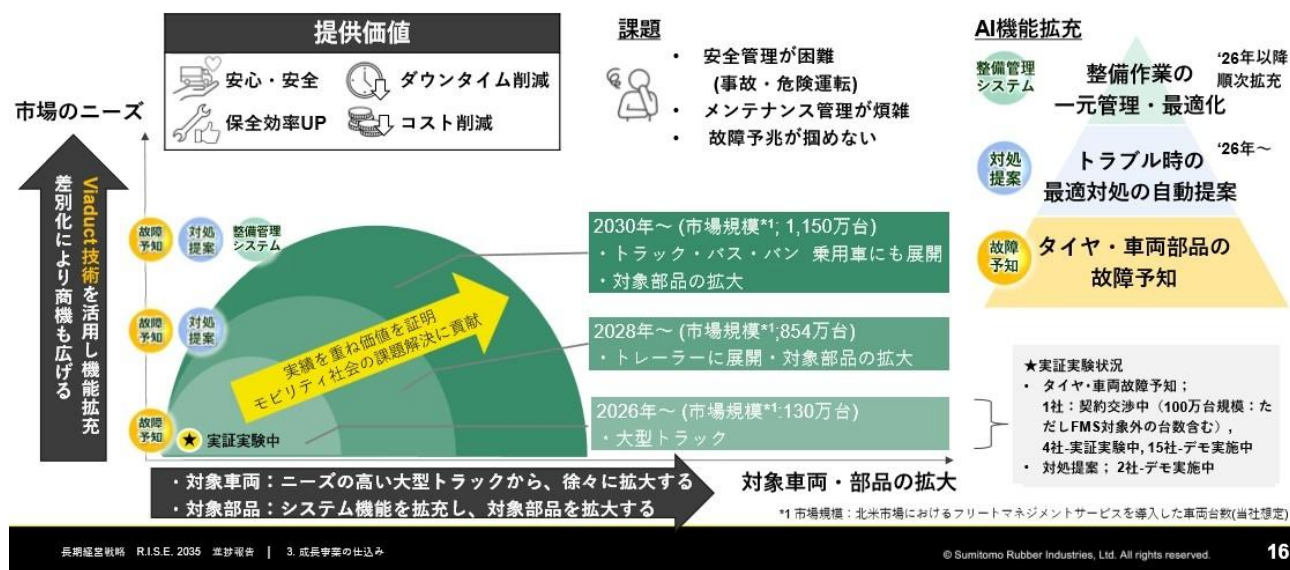 提供価値
安心・安全
ダウンタイム削減
保全効率UP
コスト削減
課題
• 安全管理が困難
(事故・危険運転)
• メンテナンス管理が煩雑
• 故障予兆が掴めない
AI機能拡充
整備管理
システム
整備作業の
一元管理・最適化
‘26年以降
順次拡充
対処
提案
トラブル時の
最適対処の自動提案
‘26年～
故障
予知
タイヤ・車両部品の
故障予知
市場のニーズ
Viaduct技術を活用し機能拡充
差別化により商機も広げる
故障
予知
対処
提案
整備管理
システム
故障
予知
対処
提案
故障
予知
★ 実証実験中
実績を重ね価値を証明
モビリティ社会の課題解決に貢献
2030年～ (市場規模*1; 1,150万台)
・トラック・バス・バン 乗用車にも展開
・対象部品の拡大
2028年～ (市場規模*1;854万台)
・トレーラーに展開・対象部品の拡大
2026年～ (市場規模*1:130万台)
・大型トラック
★実証実験状況
• タイヤ・車両故障予知；
1社：契約交渉中（100万台規模：た
だしFMS対象外の台数含む）,
4社-実証実験中, 15社-デモ実施中
• 対処提案； 2社-デモ実施中
・対象車両：ニーズの高い大型トラックから、徐々に拡大する
・対象部品：システム機能を拡充し、対象部品を拡大する
対象車両・部品の拡大
*1 市場規模：北米市場におけるフリートマネジメントサービスを導入した車両台数(当社想定)
長期経営戦略 R.I.S.E. 2035 進捗報告 | 3. 成長事業の仕込み
© Sumitomo Rubber Industries, Ltd. All rights reserved.
16